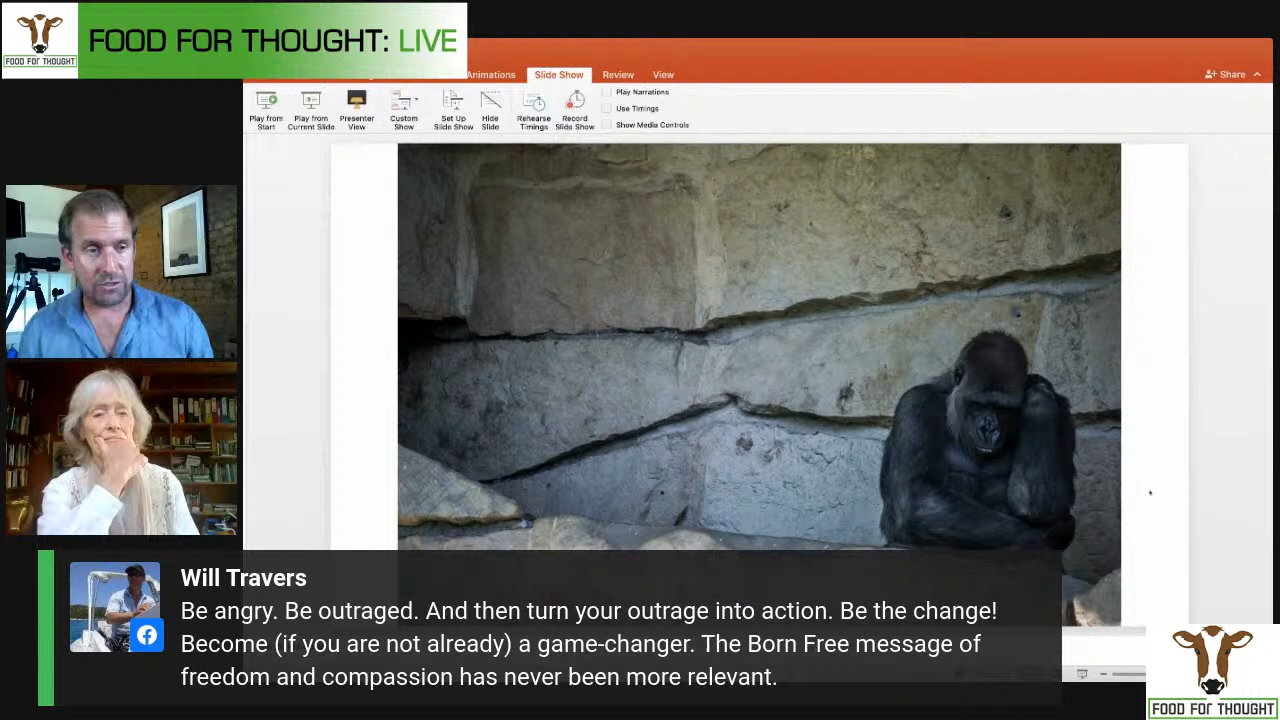 FOOD FOR THOUGHT
FOOD FOR THOUGHT: LIVE
Animations
Slide Show
Review
View
Share
Play from
Start
Play from
Current Slide
Presenter
View
Custom
Show
Set Up
Slide Show
Hide
Slide
Rehearse
Timings
Record
Slide Show
Play Narrations
Use Timings
Show Media Controls
Will Travers
Be angry. Be outraged. And then turn your outrage into action. Be the change!
Become (if you are not already) a game-changer. The Born Free message of
freedom and compassion has never been more relevant.
FOOD FOR THOUGHT